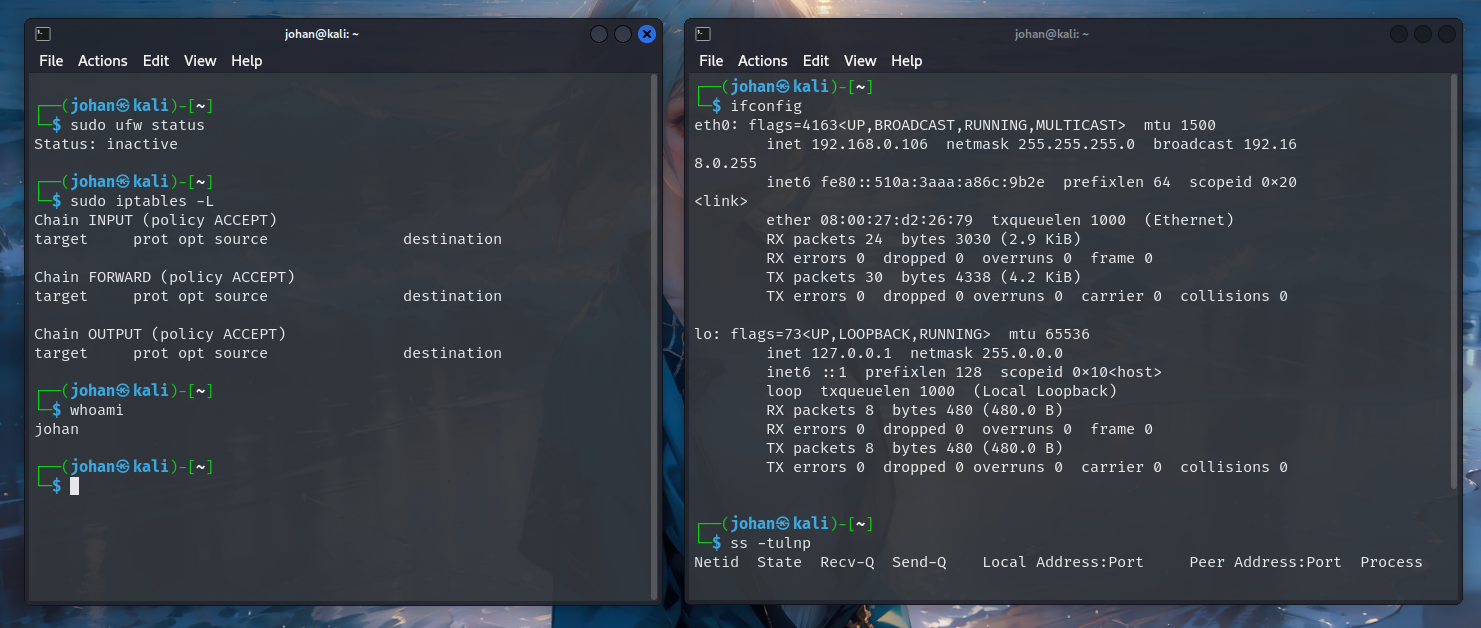 johan@kali: ~
File Actions Edit View Help
┌──(johan㉿kali)-[~]
└─$ sudo ufw status
Status: inactive
┌──(johan㉿kali)-[~]
└─$ sudo iptables -L
Chain INPUT (policy ACCEPT)
target     prot opt source               destination
Chain FORWARD (policy ACCEPT)
target     prot opt source               destination
Chain OUTPUT (policy ACCEPT)
target     prot opt source               destination
┌──(johan㉿kali)-[~]
└─$ whoami
johan
┌──(johan㉿kali)-[~]
└─$
johan@kali: ~
File Actions Edit View Help
┌──(johan㉿kali)-[~]
└─$ ifconfig
eth0: flags=4163<UP,BROADCAST,RUNNING,MULTICAST>  mtu 1500
        inet 192.168.0.106  netmask 255.255.255.0  broadcast 192.16
8.0.255
        inet6 fe80::510a:3aaa:a86c:9b2e  prefixlen 64  scopeid 0×20
<link>
        ether 08:00:27:d2:26:79  txqueuelen 1000  (Ethernet)
        RX packets 24  bytes 3030 (2.9 KiB)
        RX errors 0  dropped 0  overruns 0  frame 0
        TX packets 30  bytes 4338 (4.2 KiB)
        TX errors 0  dropped 0 overruns 0  carrier 0  collisions 0
lo: flags=73<UP,LOOPBACK,RUNNING>  mtu 65536
        inet 127.0.0.1  netmask 255.0.0.0
        inet6 ::1  prefixlen 128  scopeid 0×10<host>
        loop  txqueuelen 1000  (Local Loopback)
        RX packets 8  bytes 480 (480.0 B)
        RX errors 0  dropped 0  overruns 0  frame 0
        TX packets 8  bytes 480 (480.0 B)
        TX errors 0  dropped 0 overruns 0  carrier 0  collisions 0
┌──(johan㉿kali)-[~]
└─$ ss -tulnp
Netid  State  Recv-Q  Send-Q    Local Address:Port     Peer Address:Port  Process